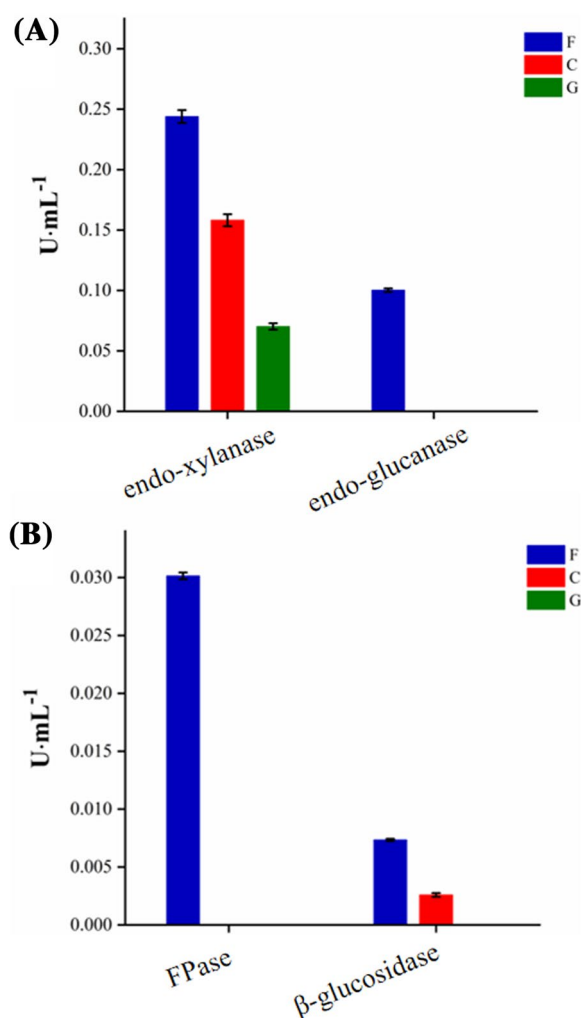 (A)
F
C
G
0.30
0.25
0.20
0.15
0.10
0.05
0.00
U·mL⁻¹
endo-xylanase
endo-glucanase
(B)
F
C
G
0.030
0.025
0.020
0.015
0.010
0.005
0.000
U·mL⁻¹
FPase
β-glucosidase